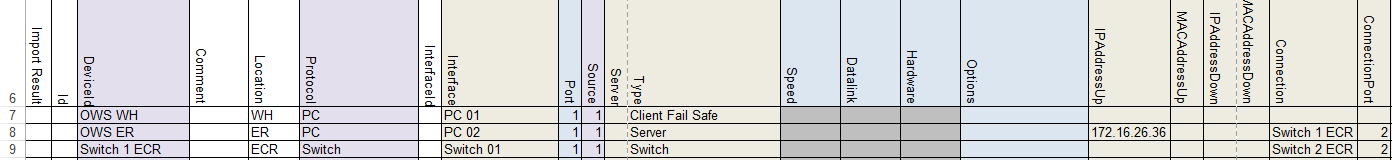 6 Import Result Id DeviceId Comment Location Protocol InterfaceId Interface Port Source Server Type Speed Datalink Hardware Options IPAddressUp MACAddressUp IPAddressDown MACAddressDown Connection ConnectionPort
7 OWS WH WH PC PC 01 1 1 Client Fail Safe
8 OWS ER ER PC PC 02 1 1 Server 172.16.26.36 Switch 1 ECR 2
9 Switch 1 ECR ECR Switch Switch 01 1 1 Switch Switch 2 ECR 2